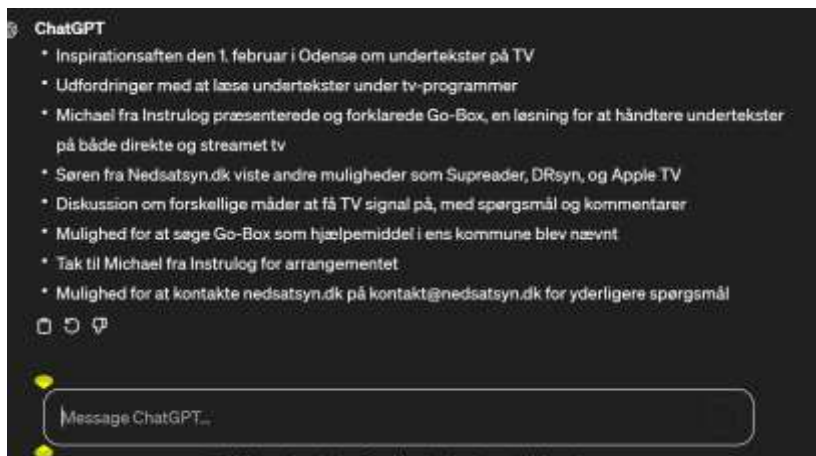 ChatGPT
• Inspirationsaften den 1. februar i Odense om undertekster på TV
• Udfordringer med at læse undertekster under tv-programmer
• Michael fra Instrulog præsenterede og forklarede Go-Box, en løsning for at håndtere undertekster
på både direkte og streamet tv
• Søren fra Nedsatsyn.dk viste andre muligheder som Supreader, DRsyn, og Apple TV
• Diskussion om forskellige måder at få TV signal på, med spørgsmål og kommentarer
• Mulighed for at søge Go-Box som hjælpemiddel i ens kommune blev nævnt
• Tak til Michael fra Instrulog for arrangementet
• Mulighed for at kontakte nedsatsyn.dk på kontakt@nedsatsyn.dk for yderligere spørgsmål
Message ChatGPT...